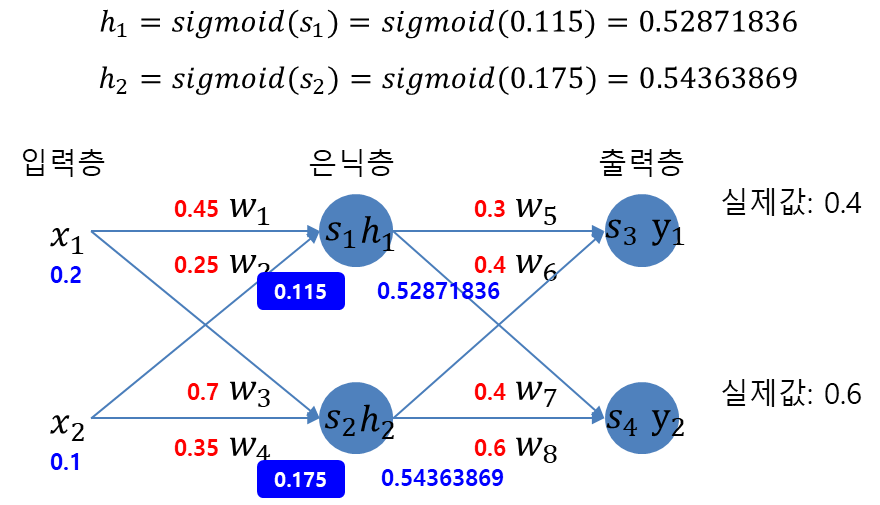 h₁ = sigmoid(s₁) = sigmoid(0.115) = 0.52871836
h₂ = sigmoid(s₂) = sigmoid(0.175) = 0.54363869
입력층 은닉층 출력층
실제값: 0.4
0.45 w₁ 0.3 w₅
x₁ s₁ h₁ s₃ y₁
0.2 0.25 w₂ 0.4 w₆
0.115 0.52871836
실제값: 0.6
0.7 w₃ 0.4 w₇
x₂ s₂ h₂ s₄ y₂
0.1 0.35 w₄ 0.6 w₈
0.175 0.54363869